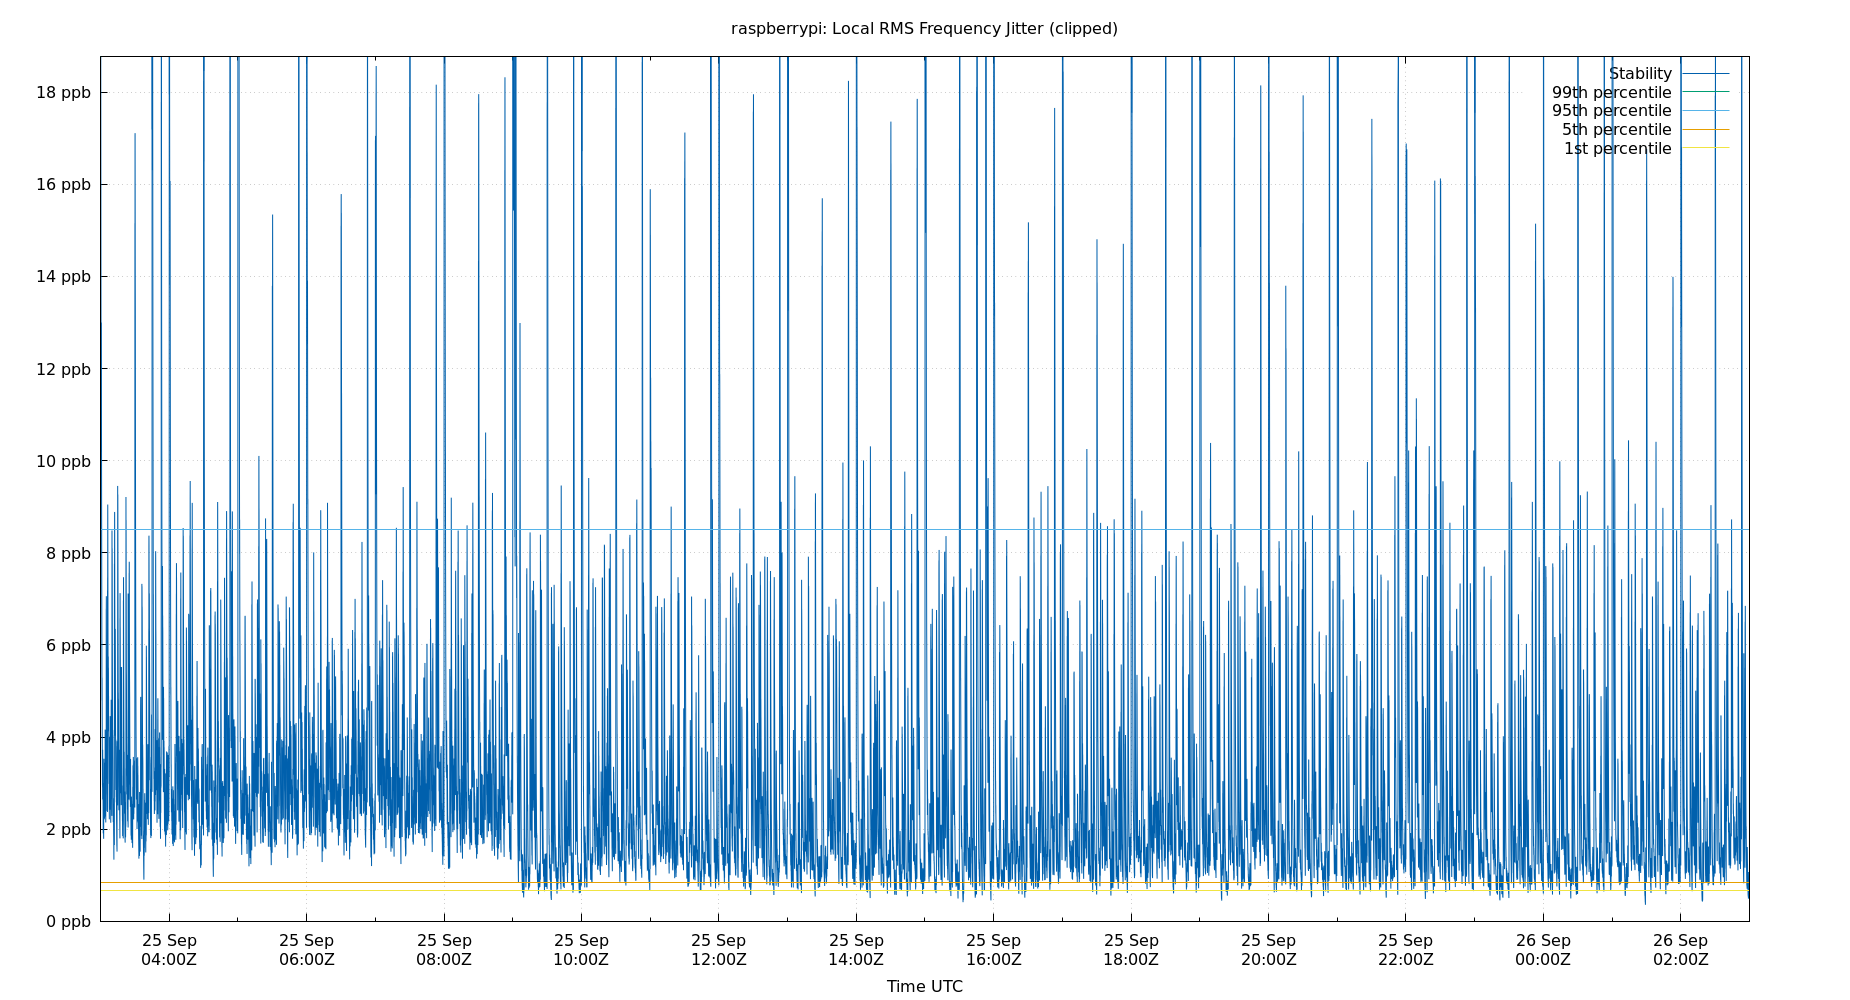 raspberrypi: Local RMS Frequency Jitter (clipped)
Stability
99th percentile
95th percentile
5th percentile
1st percentile
18 ppb
16 ppb
14 ppb
12 ppb
10 ppb
8 ppb
6 ppb
4 ppb
2 ppb
0 ppb
25 Sep 25 Sep 25 Sep 25 Sep 25 Sep 25 Sep 25 Sep 25 Sep 25 Sep 25 Sep 26 Sep 26 Sep
04:00Z 06:00Z 08:00Z 10:00Z 12:00Z 14:00Z 16:00Z 18:00Z 20:00Z 22:00Z 00:00Z 02:00Z
Time UTC